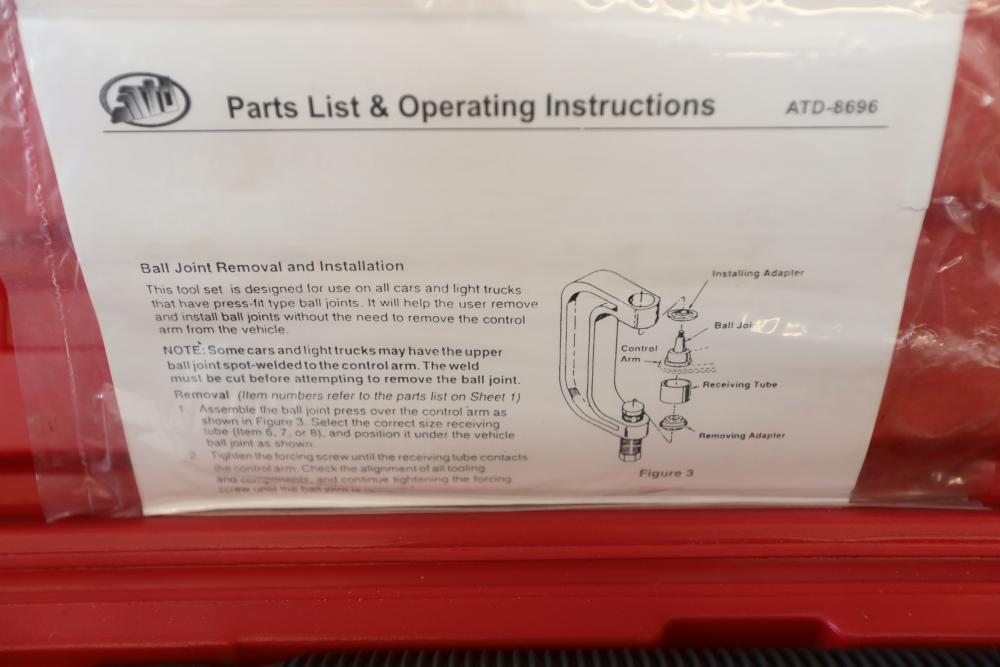 ATD
Parts List & Operating Instructions
ATD-8696
Ball Joint Removal and Installation
This tool set is designed for use on all cars and light trucks
that have press-fit type ball joints. It will help the user remove
and install ball joints without the need to remove the control
arm from the vehicle.
NOTE: Some cars and light trucks may have the upper
ball joint spot-welded to the control arm. The weld
must be cut before attempting to remove the ball joint.
Removal (Item numbers refer to the parts list on Sheet 1)
1. Assemble the ball joint press over the control arm as
shown in Figure 3. Select the correct size receiving
tube (Item 6, 7, or 8), and position it under the vehicle
ball joint as shown.
2. Tighten the forcing screw until the receiving tube contacts
the control arm. Check the alignment of all tooling
and components, and continue tightening the forcing
screw until the ball joint is
Installing Adapter
Ball Joi
Control
Arm
Receiving Tube
Removing Adapter
Figure 3